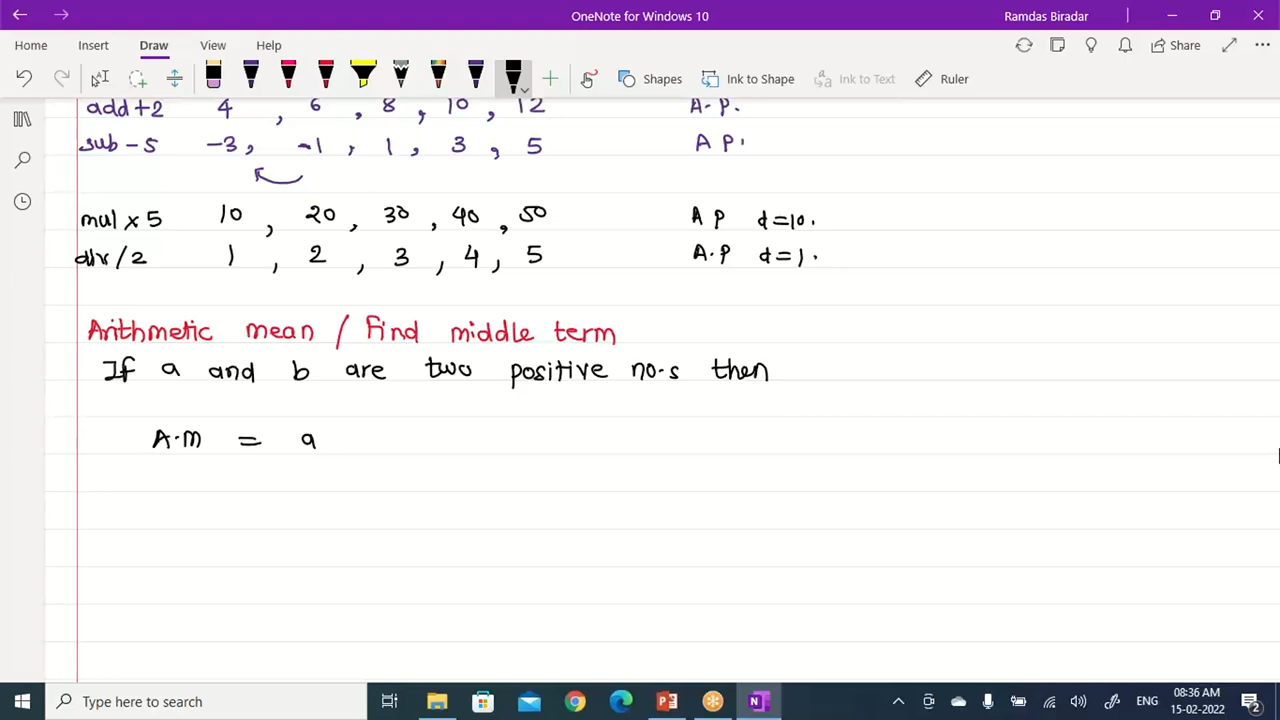 OneNote for Windows 10
Ramdas Biradar
Home Insert Draw View Help
Share
Shapes Ink to Shape Ink to Text Ruler
add+2 4 , 6 , 8 , 10 , 12 A.P.
sub-5 -3, -1, 1, 3, 5 A P.
mul x 5 10, 20, 30, 40, 50 A P d=10.
div/2 1, 2, 3, 4, 5 A.P d=1.
Arithmetic mean / Find middle term
If a and b are two positive no.s then
A.M = a
Type here to search
ENG
08:36 AM
15-02-2022
2